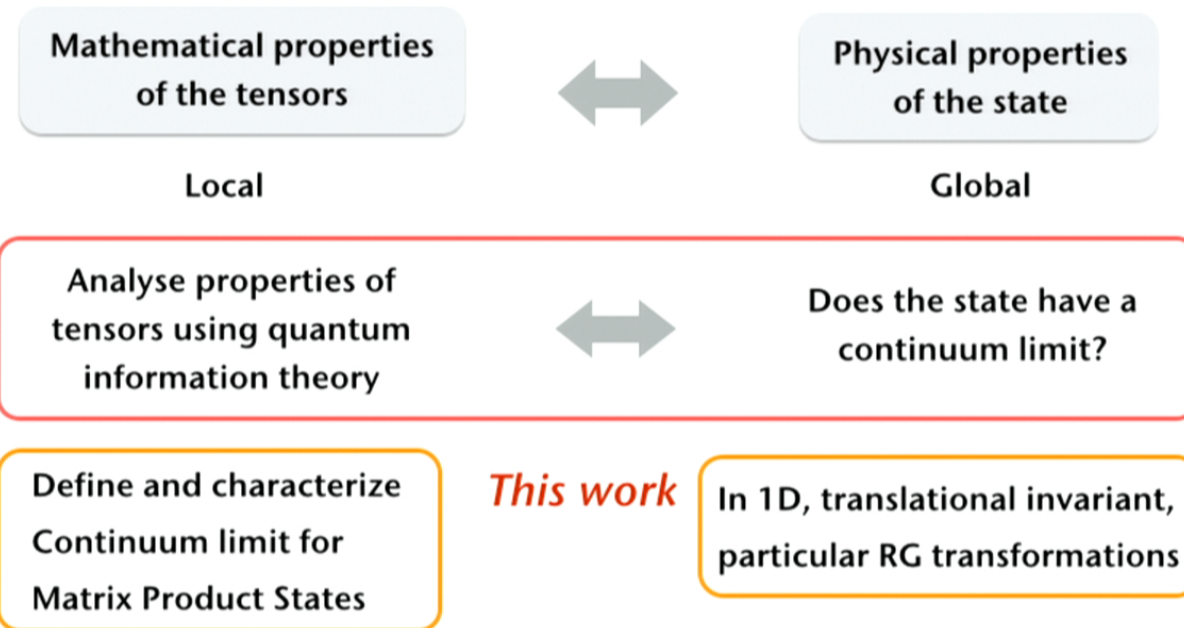 Mathematical properties
of the tensors
Physical properties
of the state
Local
Global
Analyse properties of
tensors using quantum
information theory
Does the state have a
continuum limit?
Define and characterize
Continuum limit for
Matrix Product States
This work
In 1D, translational invariant,
particular RG transformations